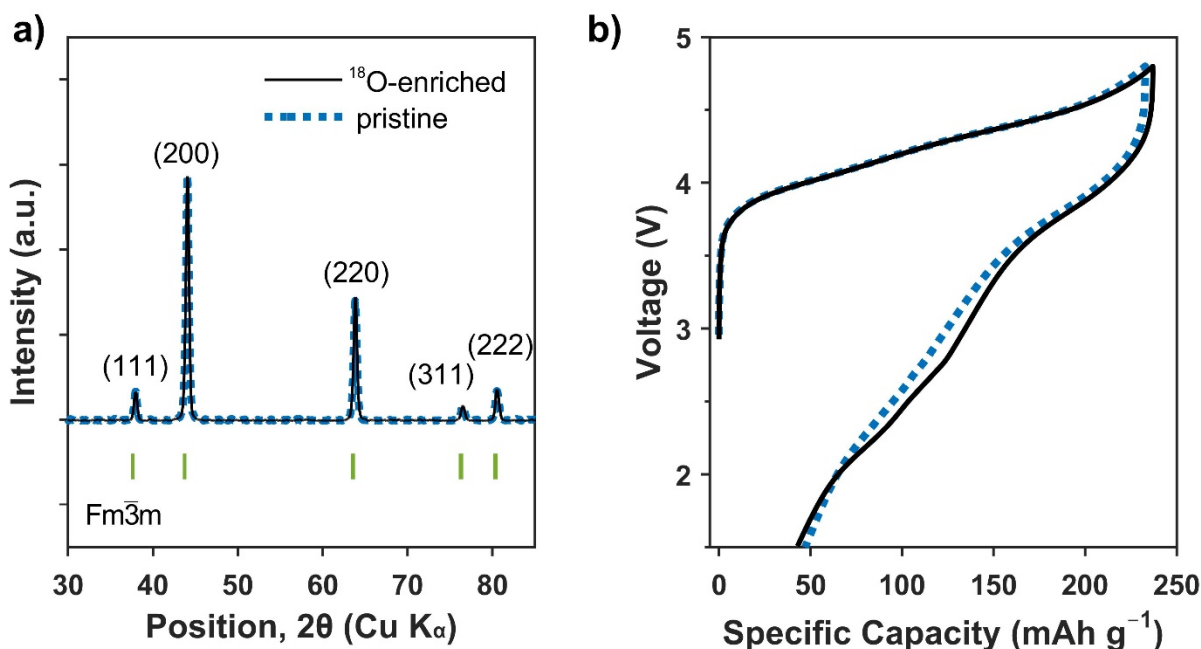 a)
¹⁸O-enriched
pristine
(200)
(220)
(111)
(311)
(222)
Fm3̅m
Intensity (a.u.)
30 40 50 60 70 80
Position, 2θ (Cu Kα)
b)
5
4
3
2
Voltage (V)
0 50 100 150 200 250
Specific Capacity (mAh g⁻¹)